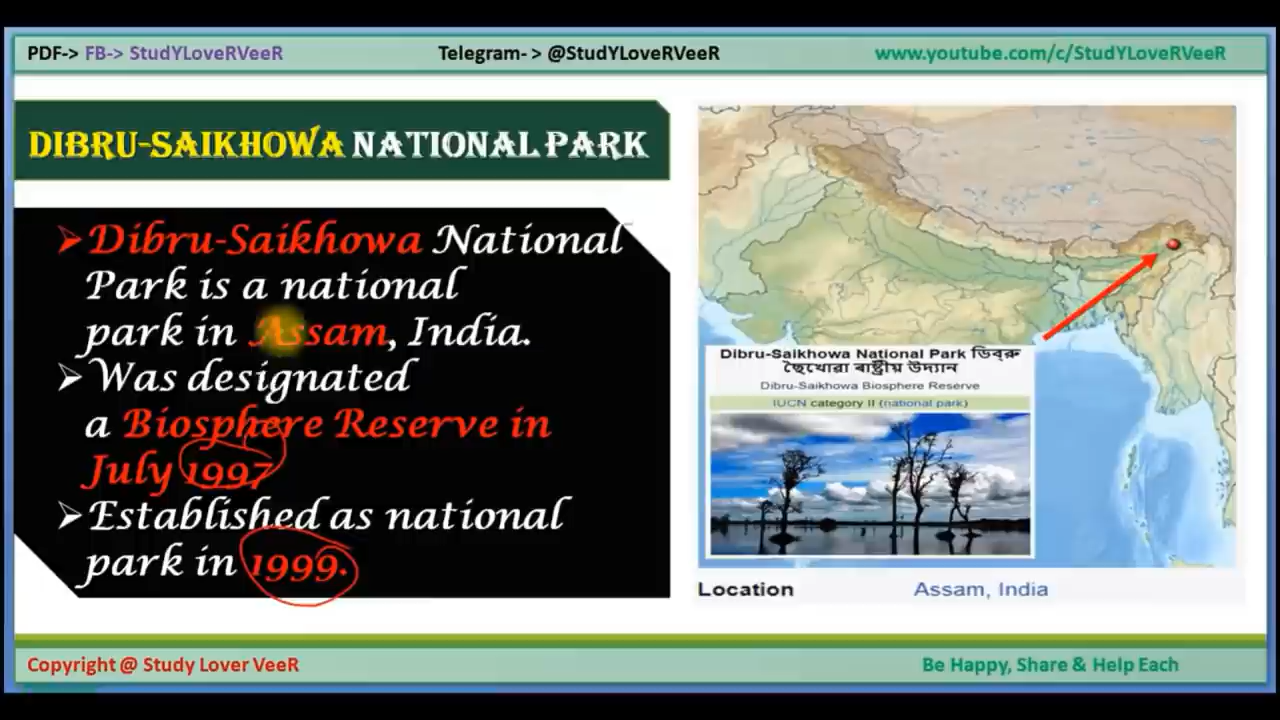 PDF-> FB-> StudYLoveRVeeR
Telegram- > @StudYLoveRVeeR
www.youtube.com/c/StudYLoveRVeeR
DIBRU-SAIKHOWA NATIONAL PARK
➢Dibru-Saikhowa National
Park is a national
park in Assam, India.
➢Was designated
a Biosphere Reserve in
July 1997
➢Established as national
park in 1999.
Dibru-Saikhowa National Park ডিব্ৰু
ছৈখোৱা ৰাষ্ট্ৰীয় উদ্যান
Dibru-Saikhowa Biosphere Reserve
IUCN category II (national park)
Location Assam, India
Copyright @ Study Lover VeeR
Be Happy, Share & Help Each